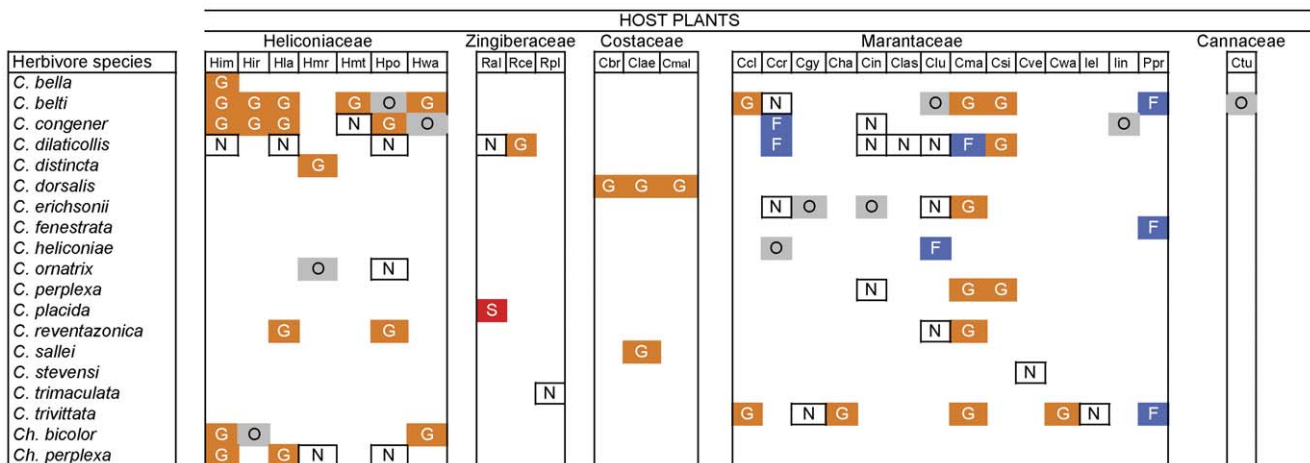 HOST PLANTS
Heliconiaceae Zingiberaceae Costaceae Marantaceae Cannaceae
Herbivore species Him Hir Hla Hmr Hmt Hpo Hwa Ral Rce Rpl Cbr Clae Cmal Ccl Ccr Cgy Cha Cin Clas Clu Cma Csi Cve Cwa Iel Iin Ppr Ctu
C. bella G
C. belti G G G G O G G N O G G F O
C. congener G G G N G O F N O
C. dilaticollis N N N N G F N N N F G
C. distincta G
C. dorsalis G G G
C. erichsonii N O O N G
C. fenestrata F
C. heliconiae O F
C. ornatrix O N
C. perplexa N G G
C. placida S
C. reventazonica G G N G
C. sallei G
C. stevensi N
C. trimaculata N
C. trivittata G N G G G N F
Ch. bicolor G O G
Ch. perplexa G G N N